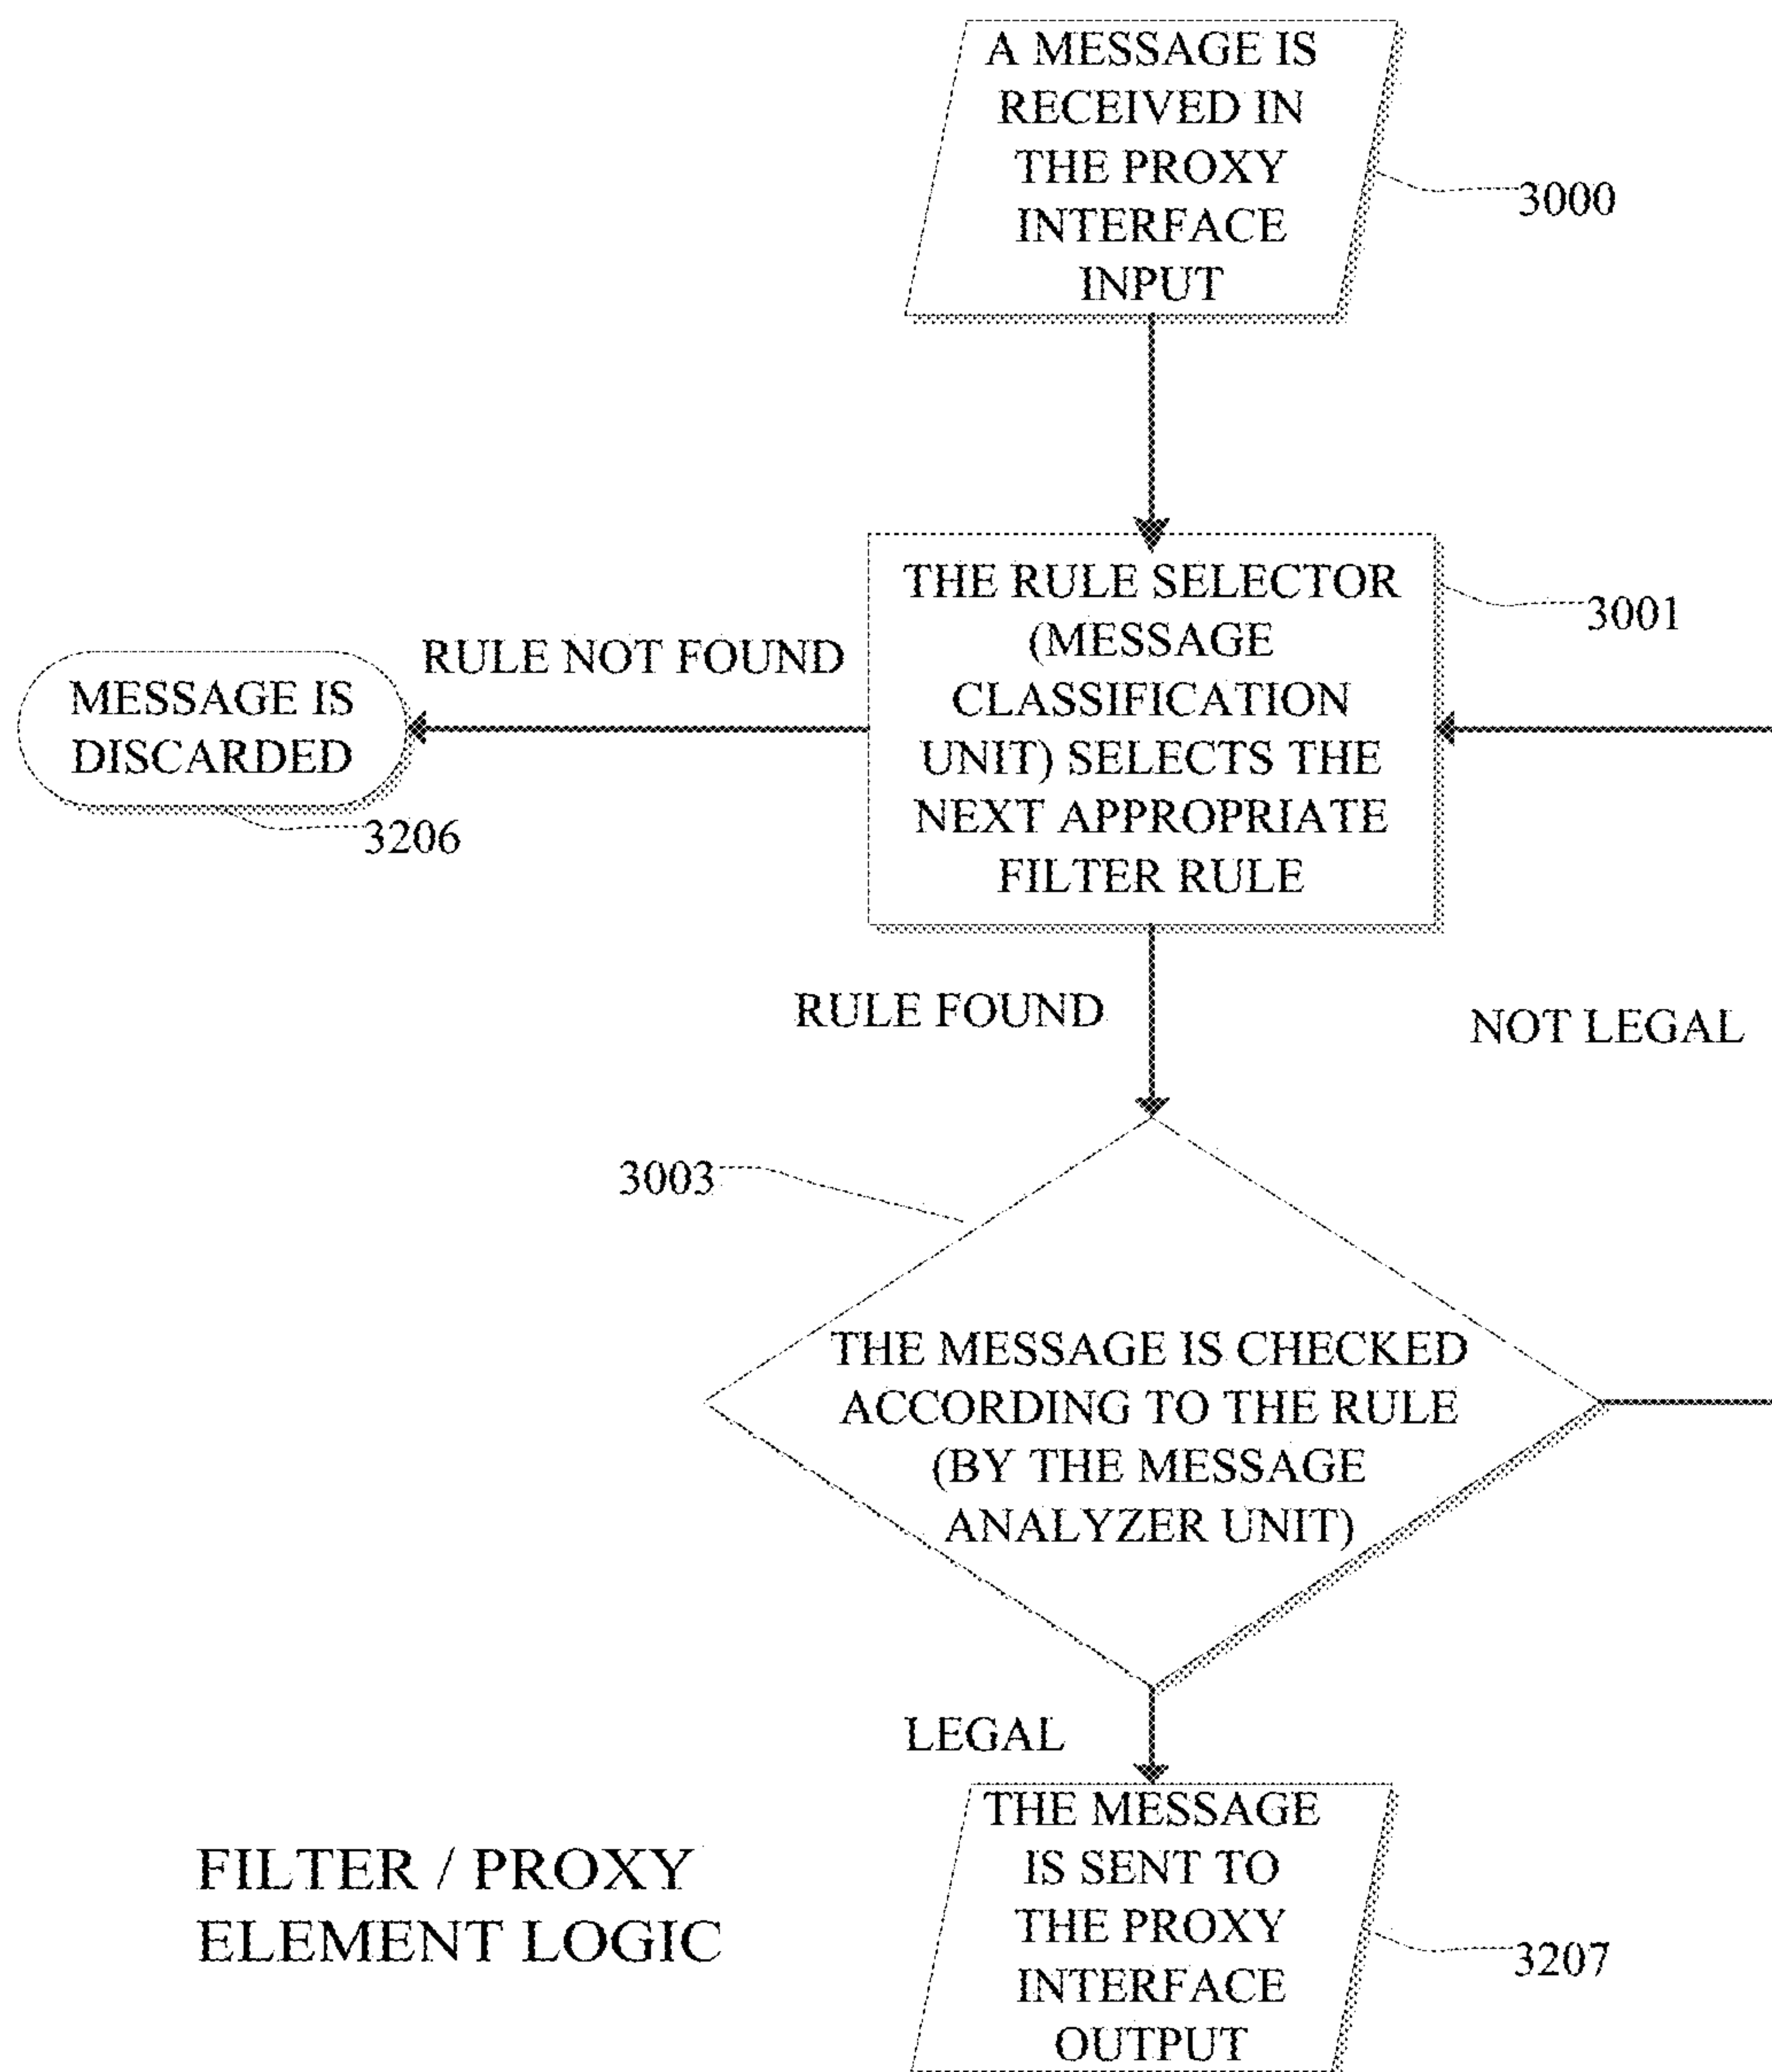 A MESSAGE IS
RECEIVED IN
THE PROXY
INTERFACE
INPUT
3000
THE RULE SELECTOR
(MESSAGE
CLASSIFICATION
UNIT) SELECTS THE
NEXT APPROPRIATE
FILTER RULE
3001
RULE NOT FOUND
MESSAGE IS
DISCARDED
3206
RULE FOUND
NOT LEGAL
3003
THE MESSAGE IS CHECKED
ACCORDING TO THE RULE
(BY THE MESSAGE
ANALYZER UNIT)
LEGAL
THE MESSAGE
IS SENT TO
THE PROXY
INTERFACE
OUTPUT
3207
FILTER / PROXY
ELEMENT LOGIC